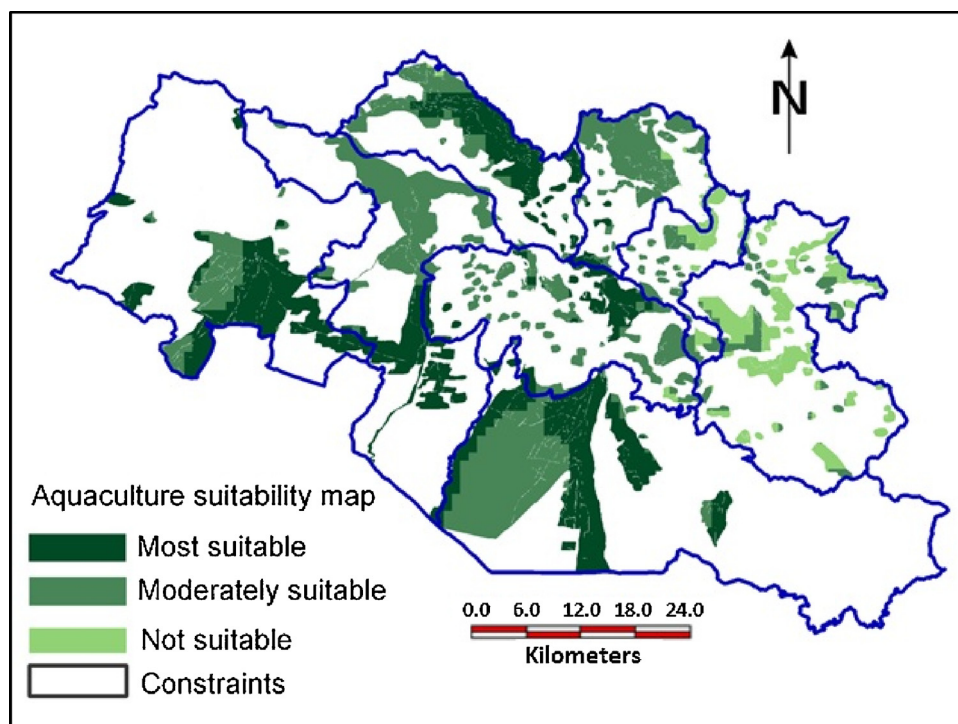 N
Aquaculture suitability map
Most suitable
Moderately suitable
Not suitable
Constraints
0.0 6.0 12.0 18.0 24.0
Kilometers